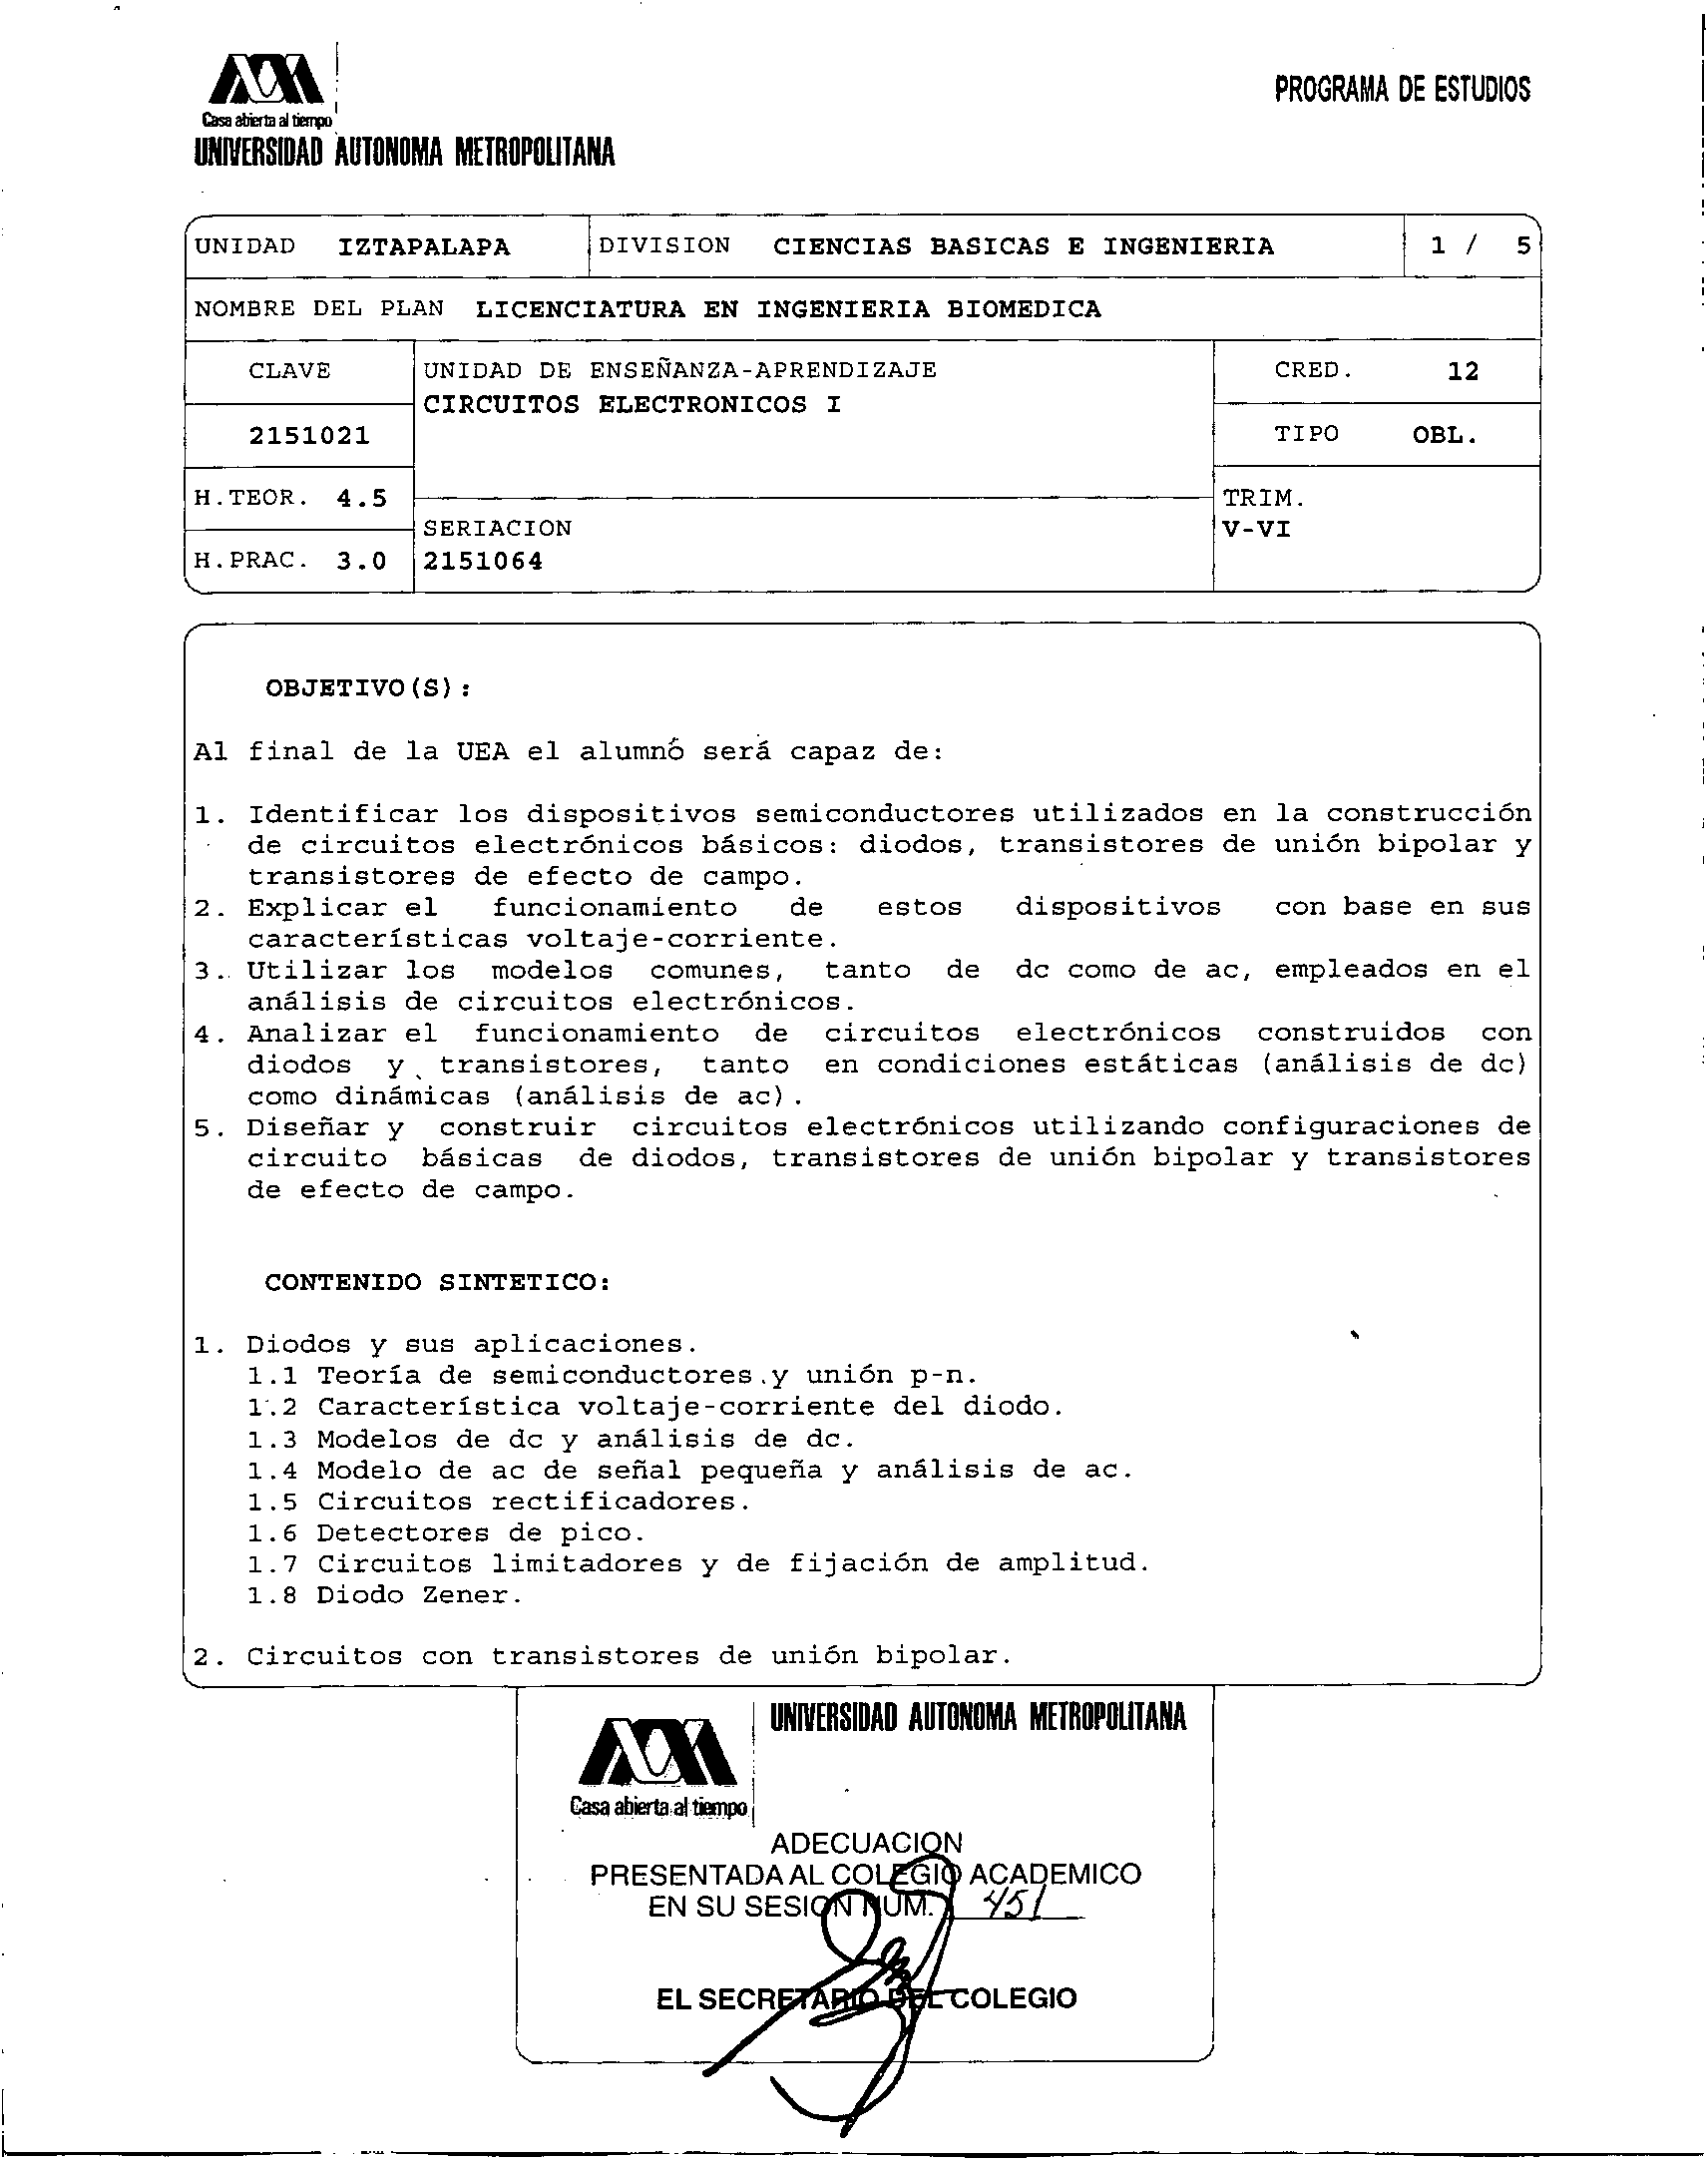 Casa abierta al tiempo
UNIVERSIDAD AUTONOMA METROPOLITANA
PROGRAMA DE ESTUDIOS
UNIDAD IZTAPALAPA DIVISION CIENCIAS BASICAS E INGENIERIA 1 / 5
NOMBRE DEL PLAN LICENCIATURA EN INGENIERIA BIOMEDICA
CLAVE UNIDAD DE ENSEÑANZA-APRENDIZAJE CRED. 12
CIRCUITOS ELECTRONICOS I
2151021 TIPO OBL.
H.TEOR. 4.5 TRIM.
SERIACION V-VI
H.PRAC. 3.0 2151064
OBJETIVO(S):
Al final de la UEA el alumnó será capaz de:
1. Identificar los dispositivos semiconductores utilizados en la construcción
de circuitos electrónicos básicos: diodos, transistores de unión bipolar y
transistores de efecto de campo.
2. Explicar el funcionamiento de estos dispositivos con base en sus
características voltaje-corriente.
3. Utilizar los modelos comunes, tanto de dc como de ac, empleados en el
análisis de circuitos electrónicos.
4. Analizar el funcionamiento de circuitos electrónicos construidos con
diodos y transistores, tanto en condiciones estáticas (análisis de dc)
como dinámicas (análisis de ac).
5. Diseñar y construir circuitos electrónicos utilizando configuraciones de
circuito básicas de diodos, transistores de unión bipolar y transistores
de efecto de campo.
CONTENIDO SINTETICO:
1. Diodos y sus aplicaciones.
1.1 Teoría de semiconductores y unión p-n.
1.2 Característica voltaje-corriente del diodo.
1.3 Modelos de dc y análisis de dc.
1.4 Modelo de ac de señal pequeña y análisis de ac.
1.5 Circuitos rectificadores.
1.6 Detectores de pico.
1.7 Circuitos limitadores y de fijación de amplitud.
1.8 Diodo Zener.
2. Circuitos con transistores de unión bipolar.
UNIVERSIDAD AUTONOMA METROPOLITANA
Casa abierta al tiempo
ADECUACION
PRESENTADA AL COLEGIO ACADEMICO
EN SU SESION NUM. 451
EL SECRETARIO DEL COLEGIO